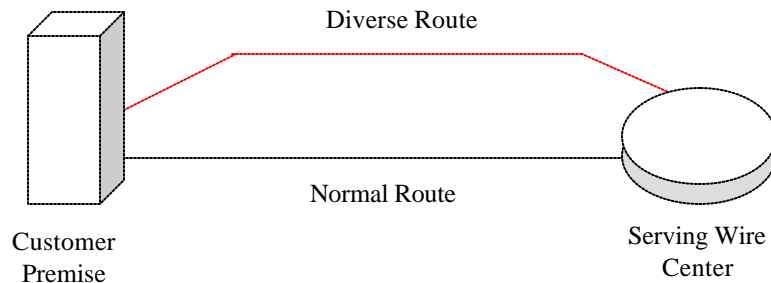 Diverse Route
Normal Route
Customer
Premise
Serving Wire
Center